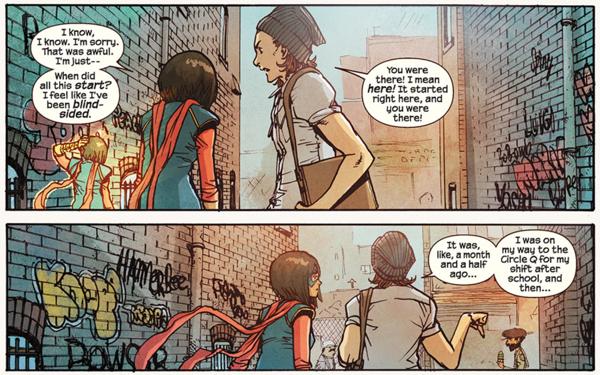 I know,
I know. I'm sorry.
That was awful.
I'm just--
When did
all this start?
I feel like I've
been blind-
sided.
You were
there! I mean
here! It started
right here, and
you were
there!
It was,
like, a month
and a half
ago...
I was on
my way to the
Circle Q for my
shift after
school, and
then...